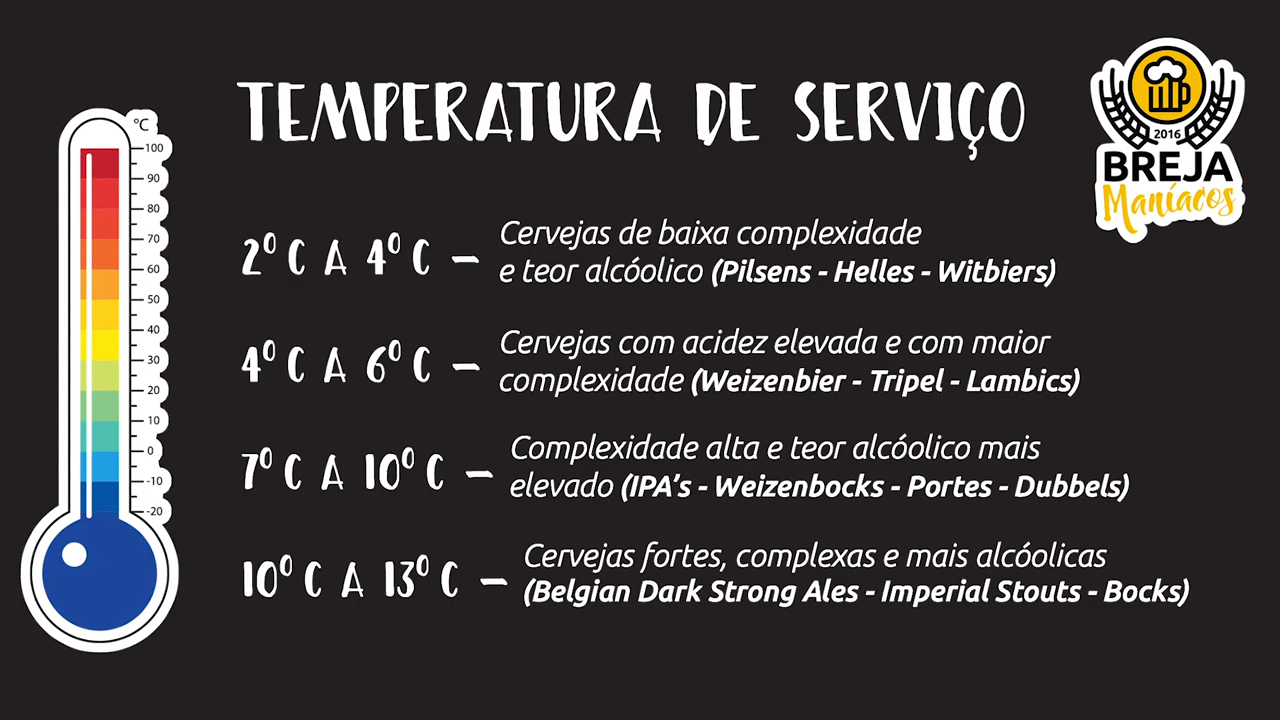 TEMPERATURA DE SERVIÇO
2016
BREJA
Maníacos
°C
100
90
80
70
60
50
40
30
20
10
0
-10
-20
2º C A 4º C – Cervejas de baixa complexidade
e teor alcóolico (Pilsens - Helles - Witbiers)
4º C A 6º C – Cervejas com acidez elevada e com maior
complexidade (Weizenbier - Tripel - Lambics)
7º C A 10º C – Complexidade alta e teor alcóolico mais
elevado (IPA’s - Weizenbocks - Portes - Dubbels)
10º C A 13º C – Cervejas fortes, complexas e mais alcóolicas
(Belgian Dark Strong Ales - Imperial Stouts - Bocks)